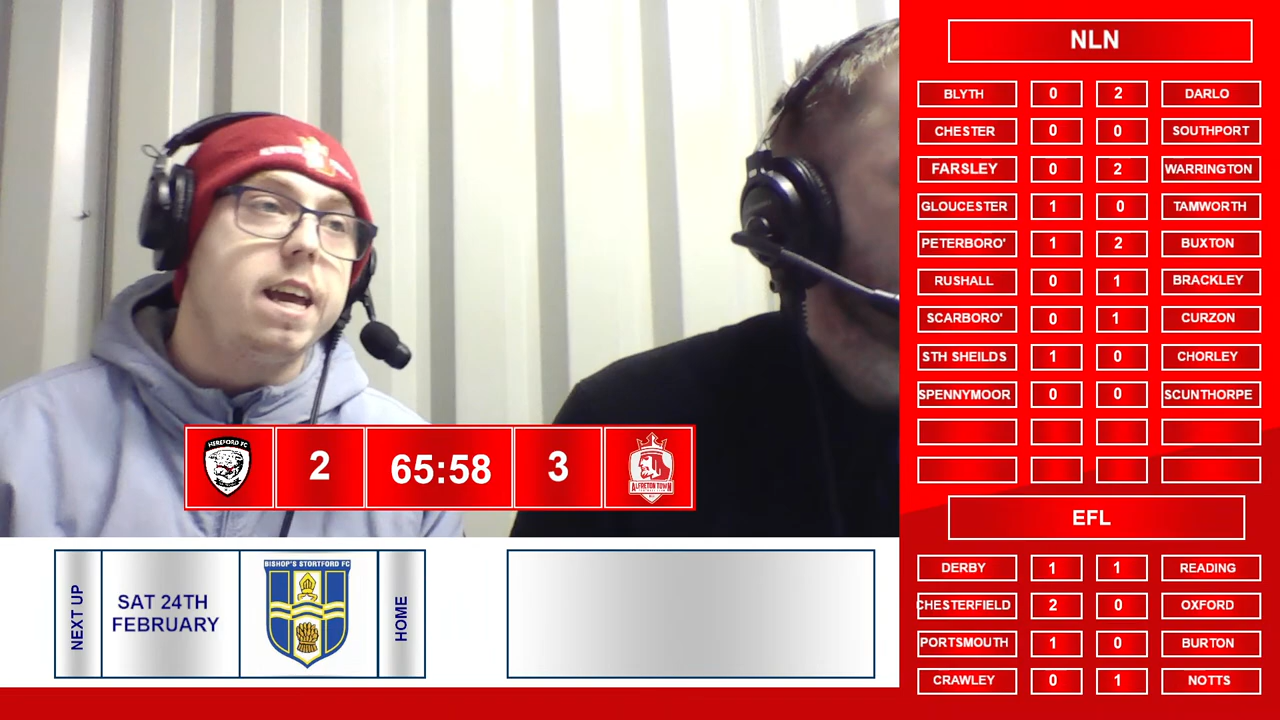 HEREFORD FC
2
65:58
3
ALFRETON TOWN
NEXT UP
SAT 24TH
FEBRUARY
BISHOP'S STORTFORD FC
HOME
NLN
BLYTH 0 2 DARLO
CHESTER 0 0 SOUTHPORT
FARSLEY 0 2 WARRINGTON
GLOUCESTER 1 0 TAMWORTH
PETERBORO' 1 2 BUXTON
RUSHALL 0 1 BRACKLEY
SCARBORO' 0 1 CURZON
STH SHEILDS 1 0 CHORLEY
SPENNYMOOR 0 0 SCUNTHORPE
EFL
DERBY 1 1 READING
CHESTERFIELD 2 0 OXFORD
PORTSMOUTH 1 0 BURTON
CRAWLEY 0 1 NOTTS